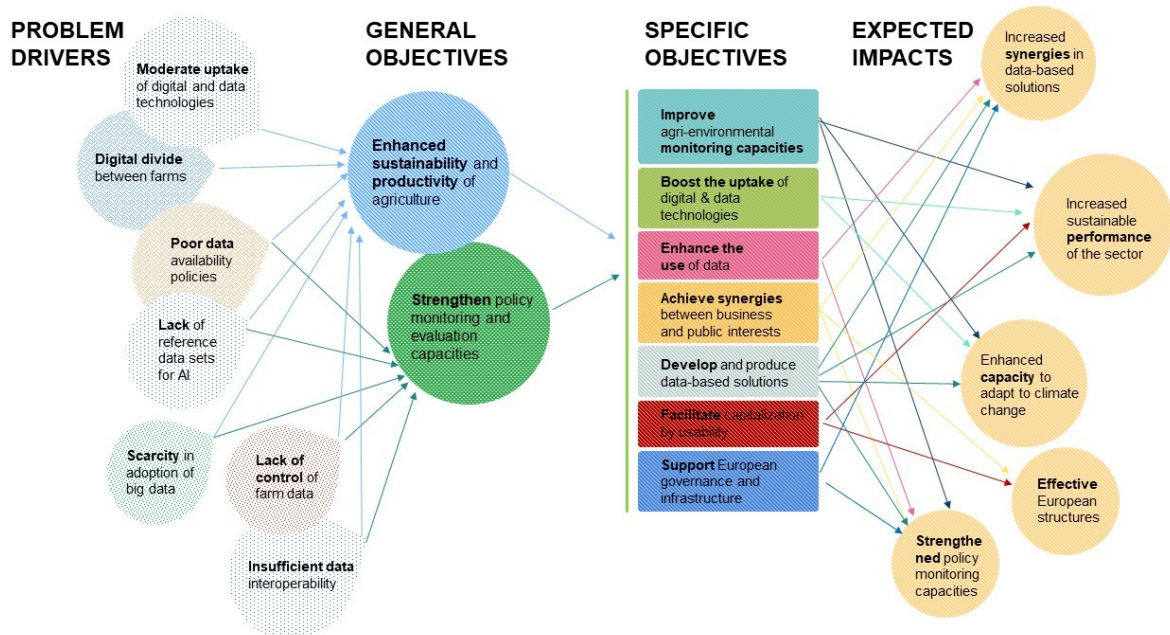 PROBLEM
DRIVERS
Moderate uptake
of digital and data
technologies
Digital divide
between farms
Poor data
availability
policies
Lack of
reference
data sets
for AI
Scarcity in
adoption of
big data
Lack of
control of
farm data
Insufficient data
interoperability
GENERAL
OBJECTIVES
Enhanced
sustainability and
productivity of
agriculture
Strengthen policy
monitoring and
evaluation
capacities
SPECIFIC
OBJECTIVES
Improve
agri-environmental
monitoring capacities
Boost the uptake of
digital & data
technologies
Enhance the
use of data
Achieve synergies
between business
and public interests
Develop and produce
data-based solutions
Facilitate capitalization
by usability
Support European
governance and
infrastructure
EXPECTED
IMPACTS
Increased
synergies in
data-based
solutions
Increased
sustainable
performance
of the sector
Enhanced
capacity to
adapt to climate
change
Effective
European
structures
Strengthe
ned policy
monitoring
capacities